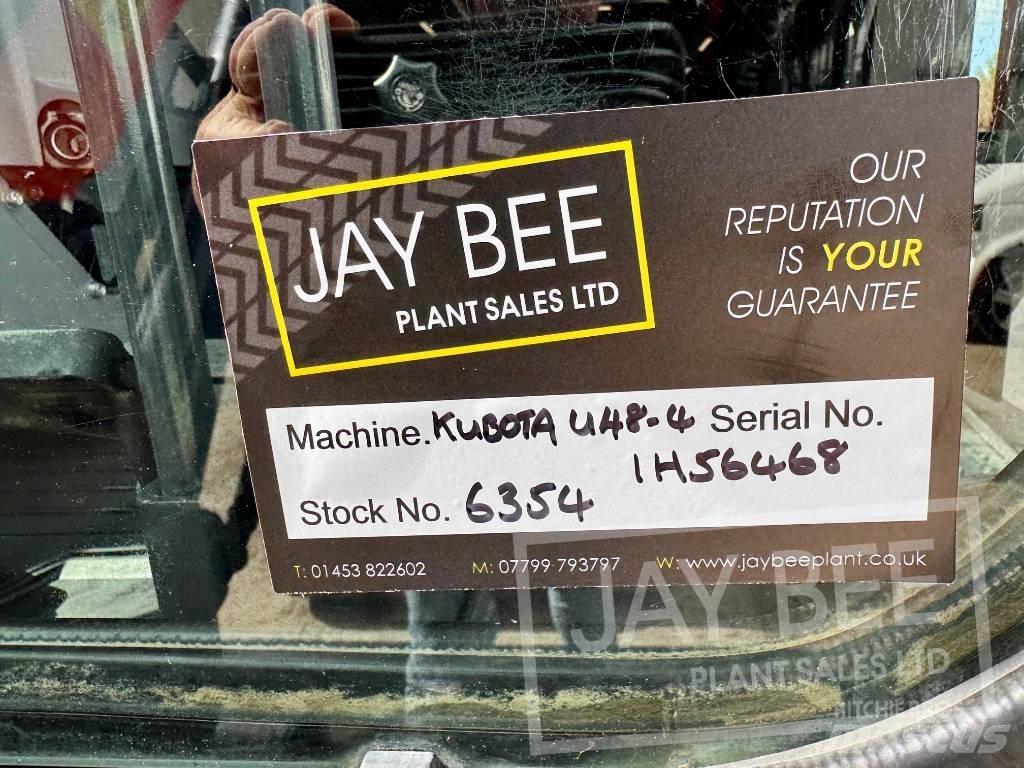 JAY BEE
PLANT SALES LTD
OUR
REPUTATION
IS YOUR
GUARANTEE
Machine. KUBOTA U48-4 Serial No.
1H56468
Stock No. 6354
T: 01453 822602 M: 07799 793797 W: www.jaybeeplant.co.uk
JAY BEE
PLANT SALES LTD